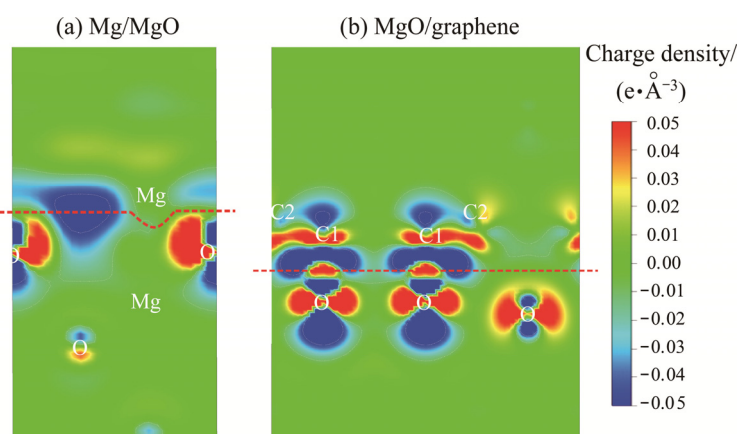 (a) Mg/MgO
(b) MgO/graphene
Charge density/
(e•Å⁻³)
0.05
0.04
0.03
0.02
0.01
0.00
−0.01
−0.02
−0.03
−0.04
−0.05
Mg
O
O
Mg
O
C2
C2
C1
C1
O
O
O